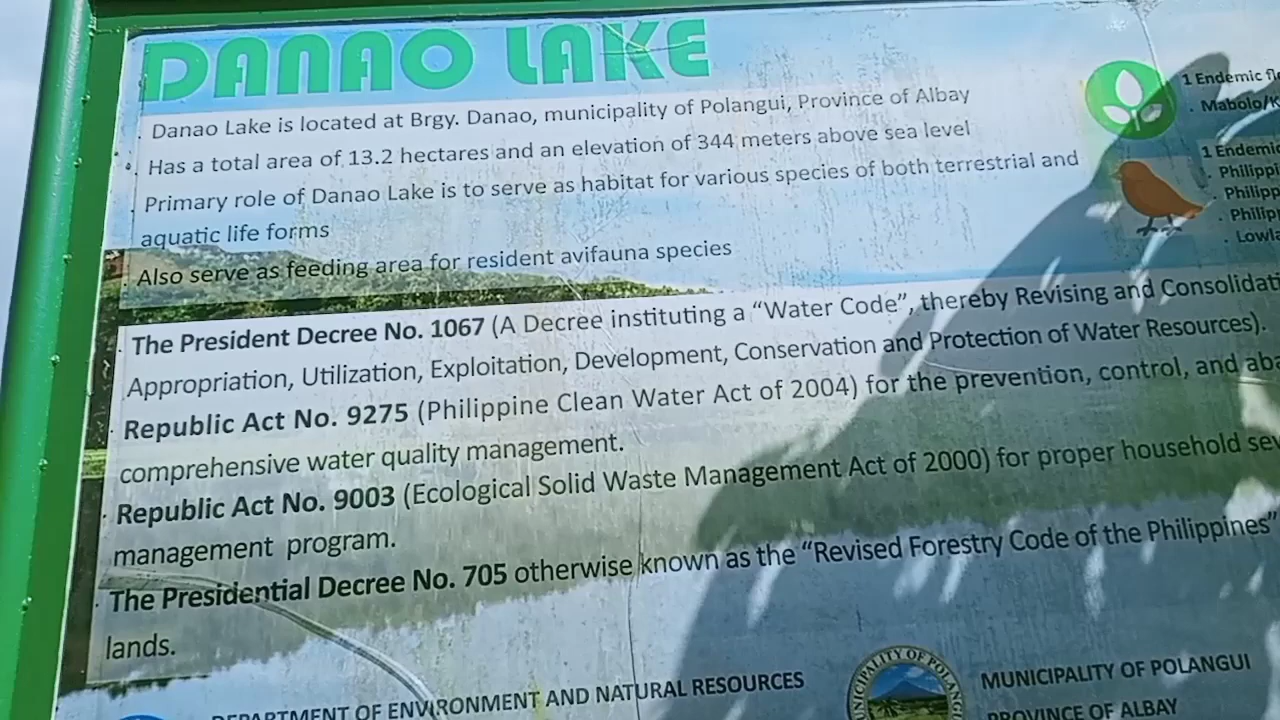 DANAO LAKE
Danao Lake is located at Brgy. Danao, municipality of Polangui, Province of Albay
Has a total area of 13.2 hectares and an elevation of 344 meters above sea level
Primary role of Danao Lake is to serve as habitat for various species of both terrestrial and
aquatic life forms
Also serve as feeding area for resident avifauna species
1 Endemic
. Mabolo/K
1 Endemic
. Philippi
. Philipp
. Philip
. Lowla
The President Decree No. 1067 (A Decree instituting a “Water Code”, thereby Revising and Consolidati
Appropriation, Utilization, Exploitation, Development, Conservation and Protection of Water Resources).
Republic Act No. 9275 (Philippine Clean Water Act of 2004) for the prevention, control, and aba
comprehensive water quality management.
Republic Act No. 9003 (Ecological Solid Waste Management Act of 2000) for proper household sew
management program.
The Presidential Decree No. 705 otherwise known as the “Revised Forestry Code of the Philippines”
lands.
DEPARTMENT OF ENVIRONMENT AND NATURAL RESOURCES
MUNICIPALITY OF POLANGUI
PROVINCE OF ALBAY